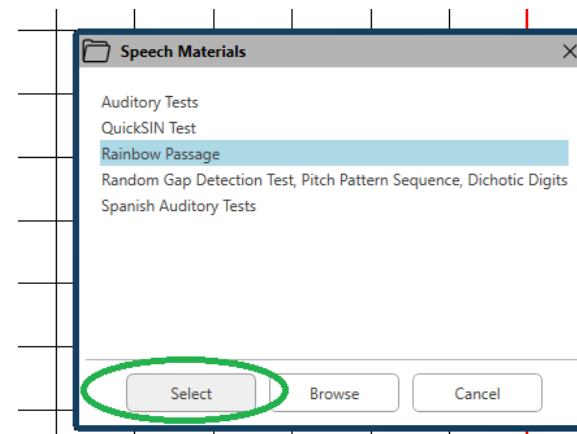 Speech Materials
Auditory Tests
QuickSIN Test
Rainbow Passage
Random Gap Detection Test, Pitch Pattern Sequence, Dichotic Digits
Spanish Auditory Tests
Select Browse Cancel